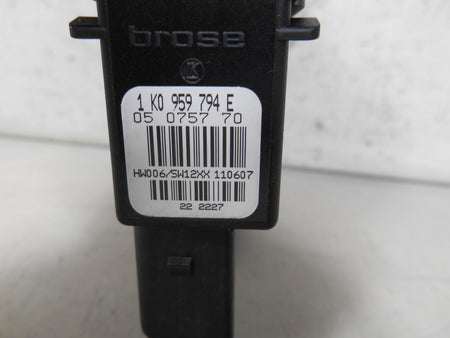 brose
K
1 K0 959 794 E
05 0757 70
HW006/SW12XX 110607
22 2227